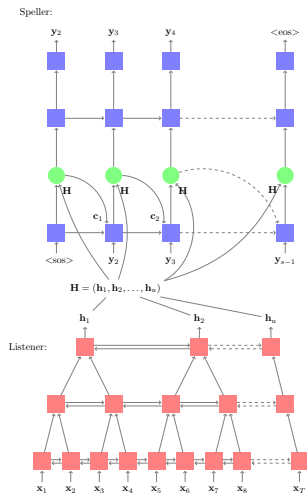 Speller:
y₂ y₃ y₄ <eos>
H H H H
c₁ c₂
<sos> y₂ y₃ yₛ₋₁
H = (h₁, h₂, ..., hᵤ)
h₁ h₂ hᵤ
Listener:
x₁ x₂ x₃ x₄ x₅ x₆ x₇ x₈ x_T